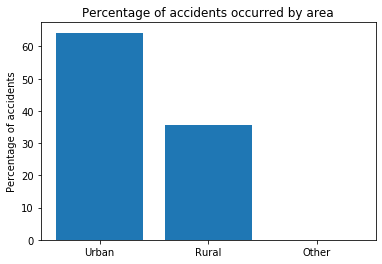 Percentage of accidents occurred by area
Percentage of accidents
60
50
40
30
20
10
0
Urban Rural Other